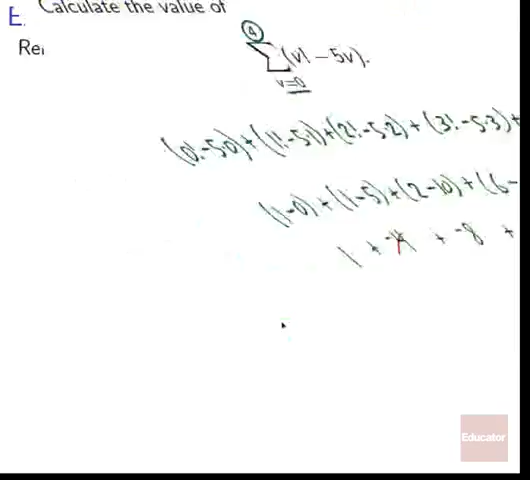 E. Calculate the value of
Rei
4
∑ (v! – 5v).
v=0
(0!-5·0)+(1!-5·1)+(2!-5·2)+(3!-5·3)+
(1-0)+(1-5)+(2-10)+(6-
1 + -4 + -8 +
Educator